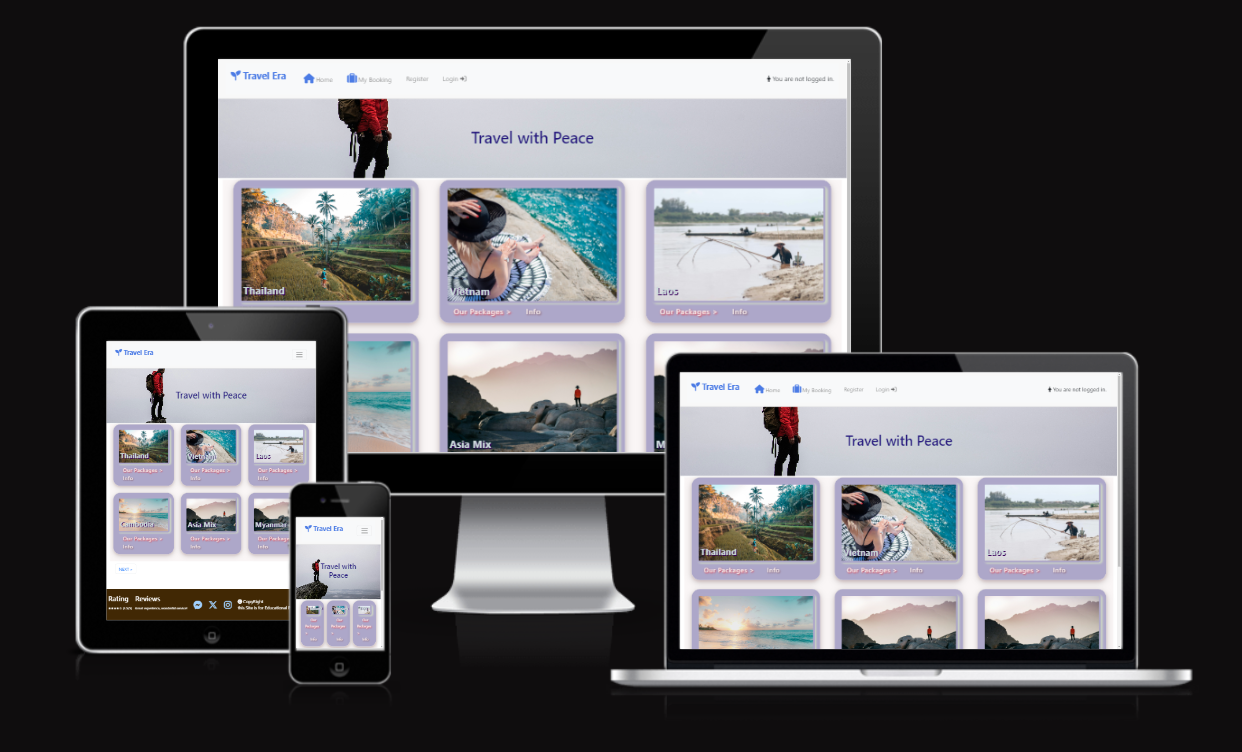 Travel Era
Home
My Booking
Register
Login
You are not logged in.
Travel with Peace
Thailand
Vietnam
Laos
Our Packages >
Info
Our Packages >
Info
Asia Mix
M
Travel Era
Travel with Peace
Thailand
Vietnam
Laos
Our Packages >
Info
Our Packages >
Info
Our Packages >
Info
Cambodia
Asia Mix
Myanmar
Our Packages >
Info
Our Packages >
Info
Our Packages >
Info
NEXT »
Rating
Reviews
CopyRight
this Site is for Educational
Travel Era
Travel with
Peace
Travel Era
Home
My Booking
Register
Login
You are not logged in.
Travel with Peace
Thailand
Vietnam
Laos
Our Packages >
Info
Our Packages >
Info
Our Packages >
Info